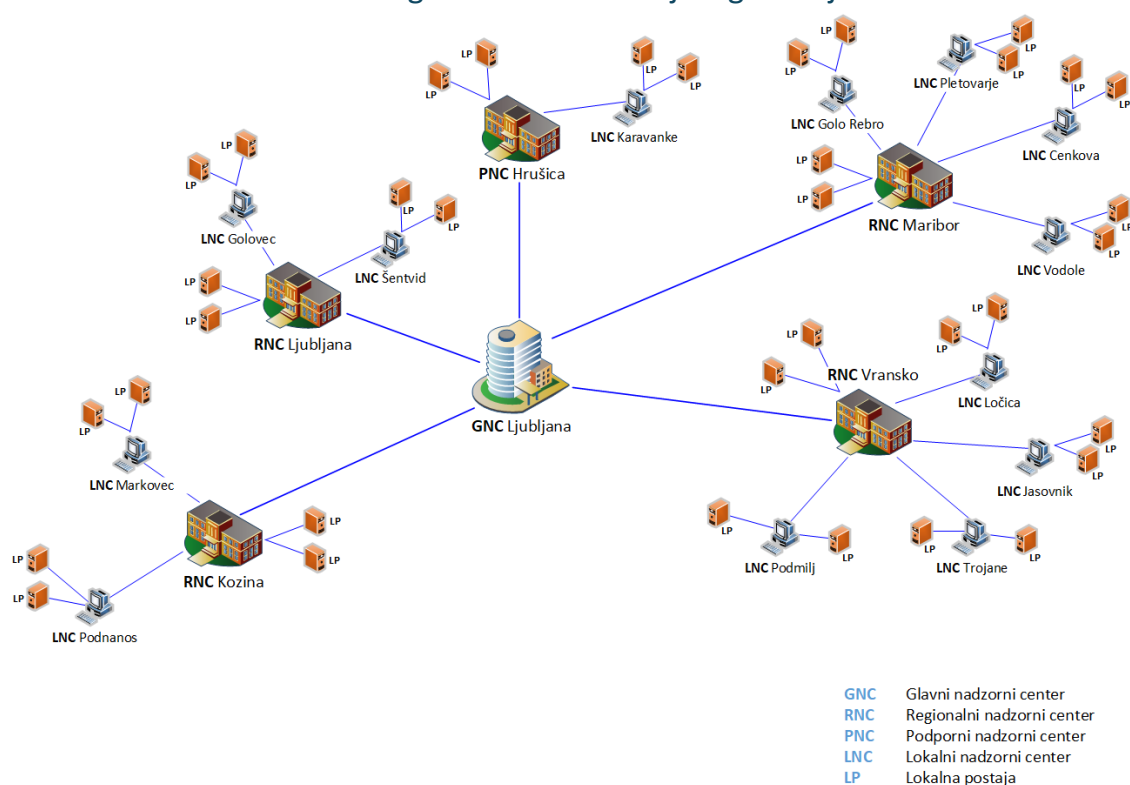 LP
LP
PNC Hrušica
LP
LP
LNC Karavanke
LP
LP
LNC Golo Rebro
LP
LP
LNC Pletovarje
LP
LP
LNC Cenkova
LP
LP
RNC Maribor
LP
LP
LNC Vodole
LP
LP
LNC Golovec
LP
LP
LNC Šentvid
LP
LP
RNC Ljubljana
GNC Ljubljana
LP
LP
RNC Vransko
LP
LP
LNC Ločica
LP
LP
LNC Jasovnik
LP
LP
LNC Podmilj
LP
LP
LNC Trojane
LP
LP
LNC Markovec
LP
LP
RNC Kozina
LP
LP
LNC Podnanos
GNC Glavni nadzorni center
RNC Regionalni nadzorni center
PNC Podporni nadzorni center
LNC Lokalni nadzorni center
LP Lokalna postaja